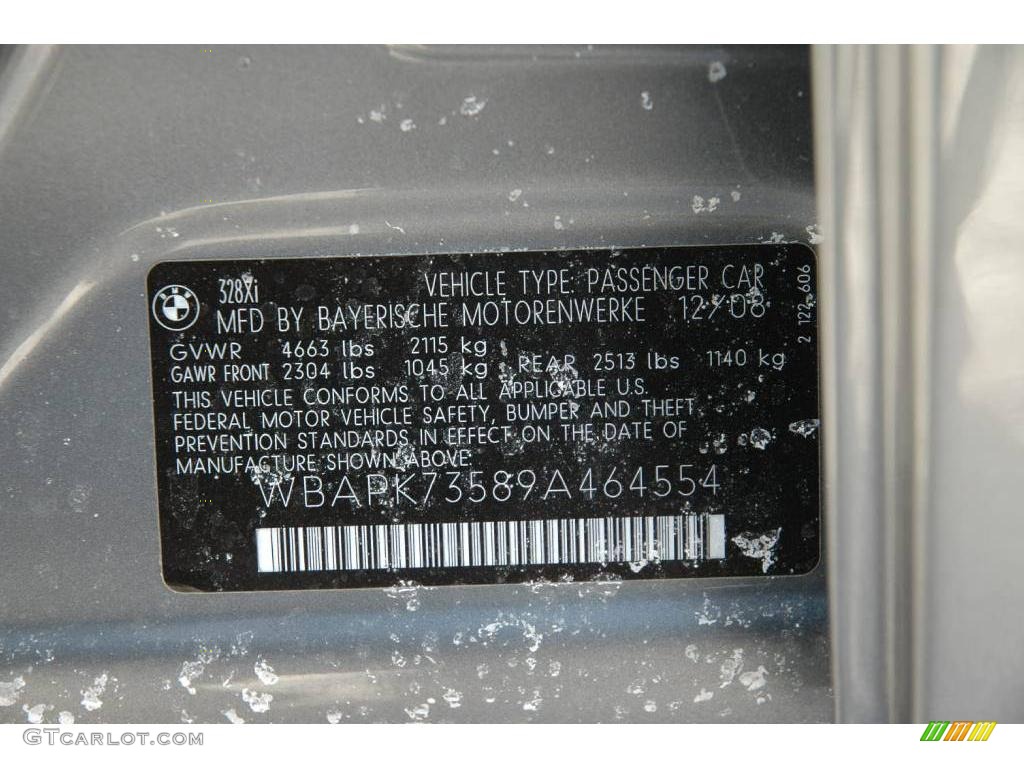 328Xi VEHICLE TYPE: PASSENGER CAR
MFD BY BAYERISCHE MOTORENWERKE 12/08
GVWR 4663 lbs 2115 kg
GAWR FRONT 2304 lbs 1045 kg REAR 2513 lbs 1140 kg
THIS VEHICLE CONFORMS TO ALL APPLICABLE U.S.
FEDERAL MOTOR VEHICLE SAFETY, BUMPER AND THEFT
PREVENTION STANDARDS IN EFFECT ON THE DATE OF
MANUFACTURE SHOWN ABOVE:
WBAPK73589A464554
2 122 606
GTCARLOT.COM